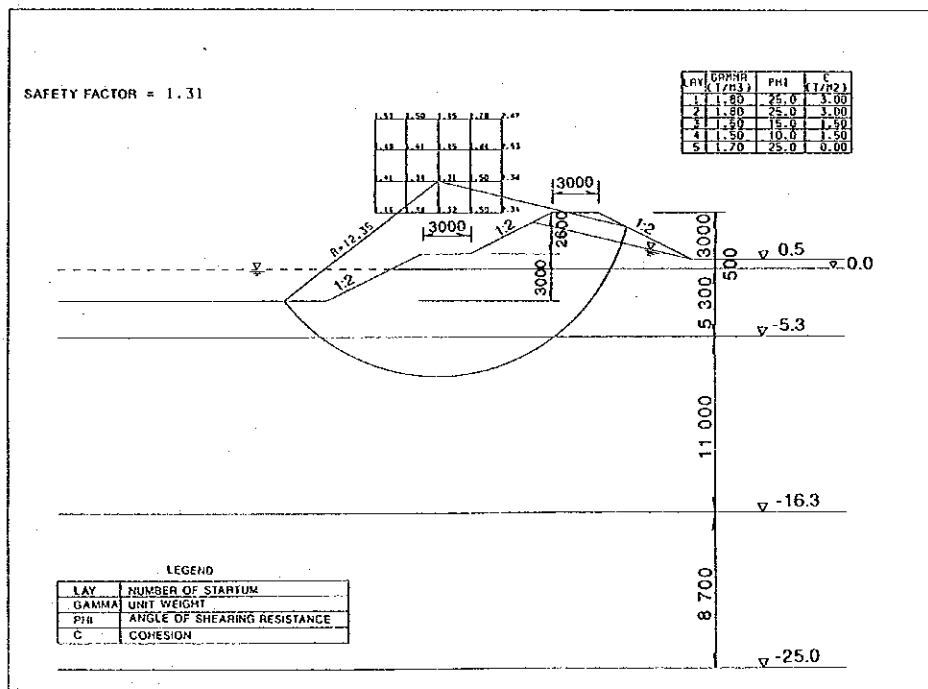 SAFETY FACTOR = 1.31
LAY GAMMA (T/M3) PHI C (T/M2)
1 1.80 25.0 3.00
2 1.80 25.0 3.00
3 1.50 15.0 1.50
4 1.50 10.0 1.50
5 1.70 25.0 0.00
3000
R=12.35
3000
1:2
2600
1:2
3000
500
0.5
0.0
1:2
3000
5 300
-5.3
11 000
-16.3
8 700
-25.0
LEGEND
LAY NUMBER OF STARTUM
GAMMA UNIT WEIGHT
PHI ANGLE OF SHEARING RESISTANCE
C COHESION